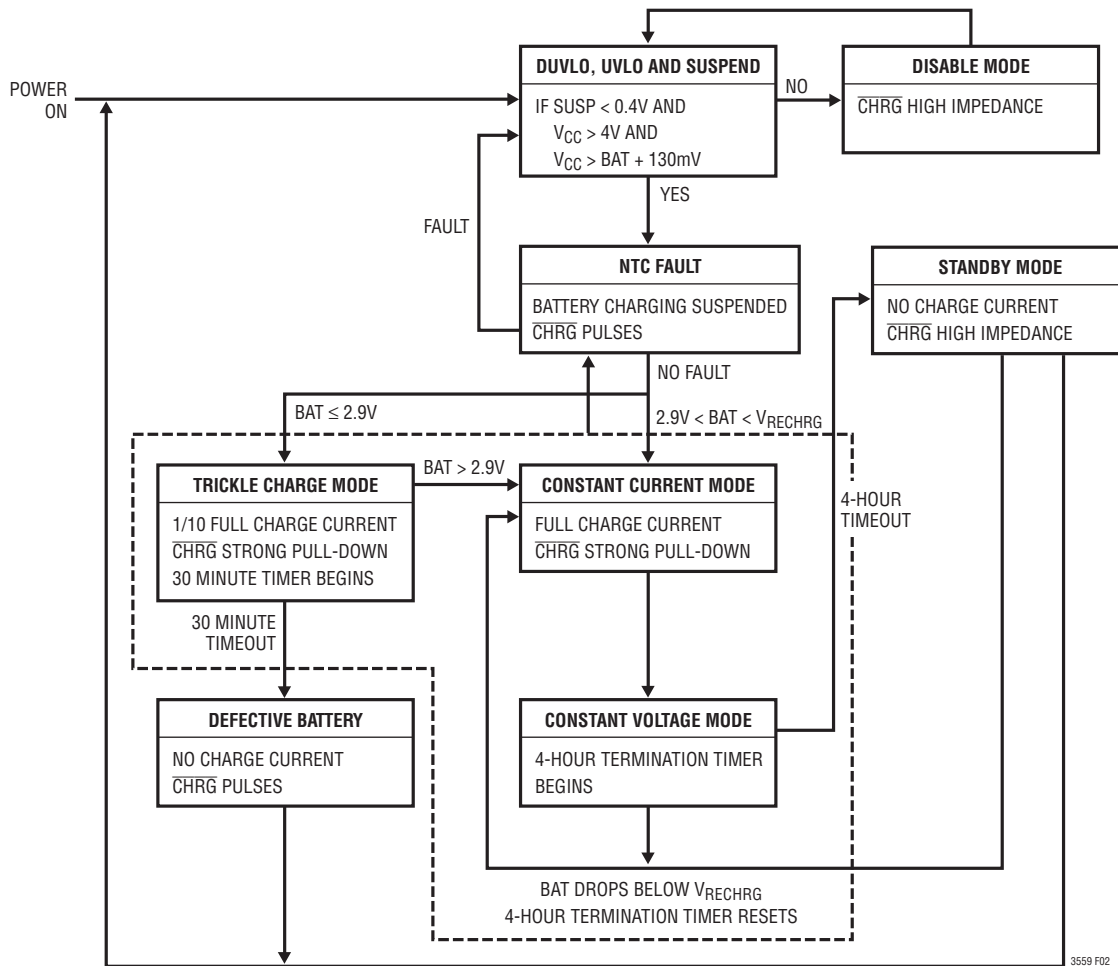 POWER
ON
DUVLO, UVLO AND SUSPEND
IF SUSP < 0.4V AND
VCC > 4V AND
VCC > BAT + 130mV
NO
DISABLE MODE
CHRG HIGH IMPEDANCE
YES
FAULT
NTC FAULT
BATTERY CHARGING SUSPENDED
CHRG PULSES
STANDBY MODE
NO CHARGE CURRENT
CHRG HIGH IMPEDANCE
NO FAULT
BAT ≤ 2.9V
2.9V < BAT < VRECHRG
TRICKLE CHARGE MODE
1/10 FULL CHARGE CURRENT
CHRG STRONG PULL-DOWN
30 MINUTE TIMER BEGINS
BAT > 2.9V
CONSTANT CURRENT MODE
FULL CHARGE CURRENT
CHRG STRONG PULL-DOWN
4-HOUR
TIMEOUT
30 MINUTE
TIMEOUT
DEFECTIVE BATTERY
NO CHARGE CURRENT
CHRG PULSES
CONSTANT VOLTAGE MODE
4-HOUR TERMINATION TIMER
BEGINS
BAT DROPS BELOW VRECHRG
4-HOUR TERMINATION TIMER RESETS
3559 F02